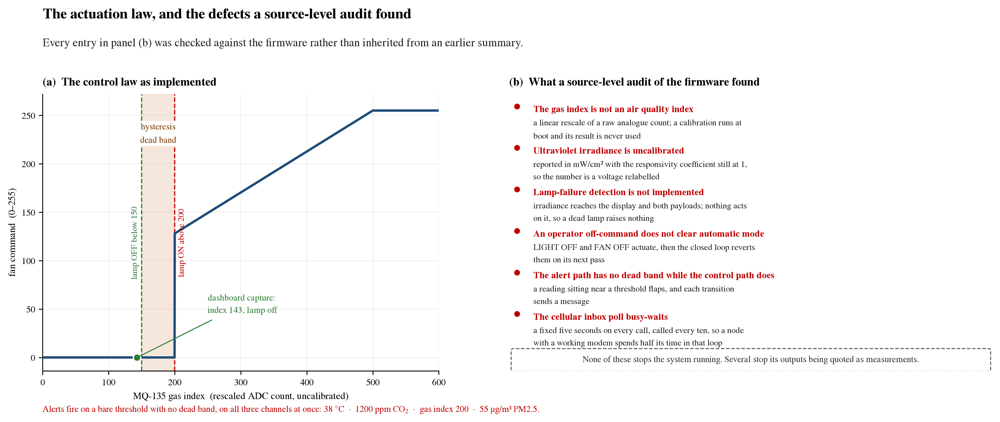 The actuation law, and the defects a source-level audit found
Every entry in panel (b) was checked against the firmware rather than inherited from an earlier summary.
(a) The control law as implemented
250
200
150
100
50
0
fan command (0–255)
hysteresis
dead band
lamp OFF below 150
lamp ON above 200
dashboard capture:
index 143, lamp off
0
100
200
300
400
500
600
MQ-135 gas index (rescaled ADC count, uncalibrated)
Alerts fire on a bare threshold with no dead band, on all three channels at once: 38 °C · 1200 ppm CO₂ · gas index 200 · 55 µg/m³ PM2.5.
(b) What a source-level audit of the firmware found
The gas index is not an air quality index
a linear rescale of a raw analogue count; a calibration runs at
boot and its result is never used
Ultraviolet irradiance is uncalibrated
reported in mW/cm² with the responsivity coefficient still at 1,
so the number is a voltage relabelled
Lamp-failure detection is not implemented
irradiance reaches the display and both payloads; nothing acts
on it, so a dead lamp raises nothing
An operator off-command does not clear automatic mode
LIGHT OFF and FAN OFF actuate, then the closed loop reverts
them on its next pass
The alert path has no dead band while the control path does
a reading sitting near a threshold flaps, and each transition
sends a message
The cellular inbox poll busy-waits
a fixed five seconds on every call, called every ten, so a node
with a working modem spends half its time in that loop
None of these stops the system running. Several stop its outputs being quoted as measurements.